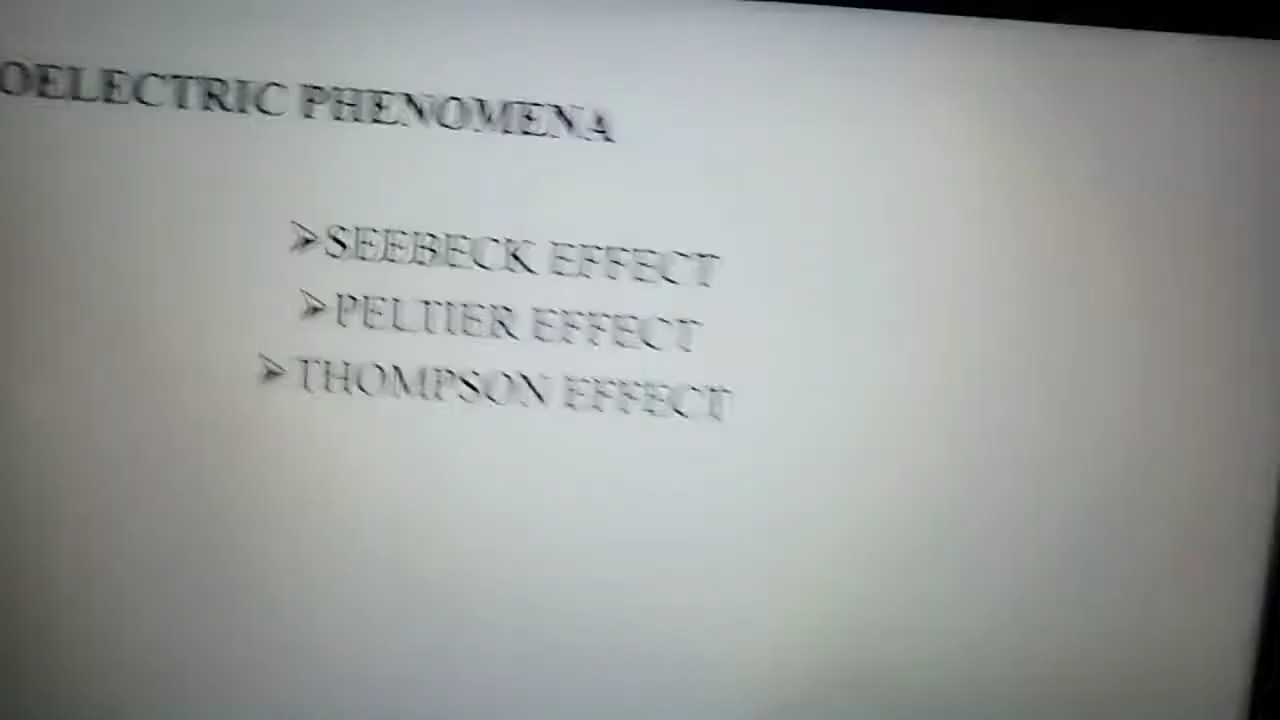 OELECTRIC PHENOMENA
➢SEEBECK EFFECT
➢PELTIER EFFECT
➢THOMPSON EFFECT